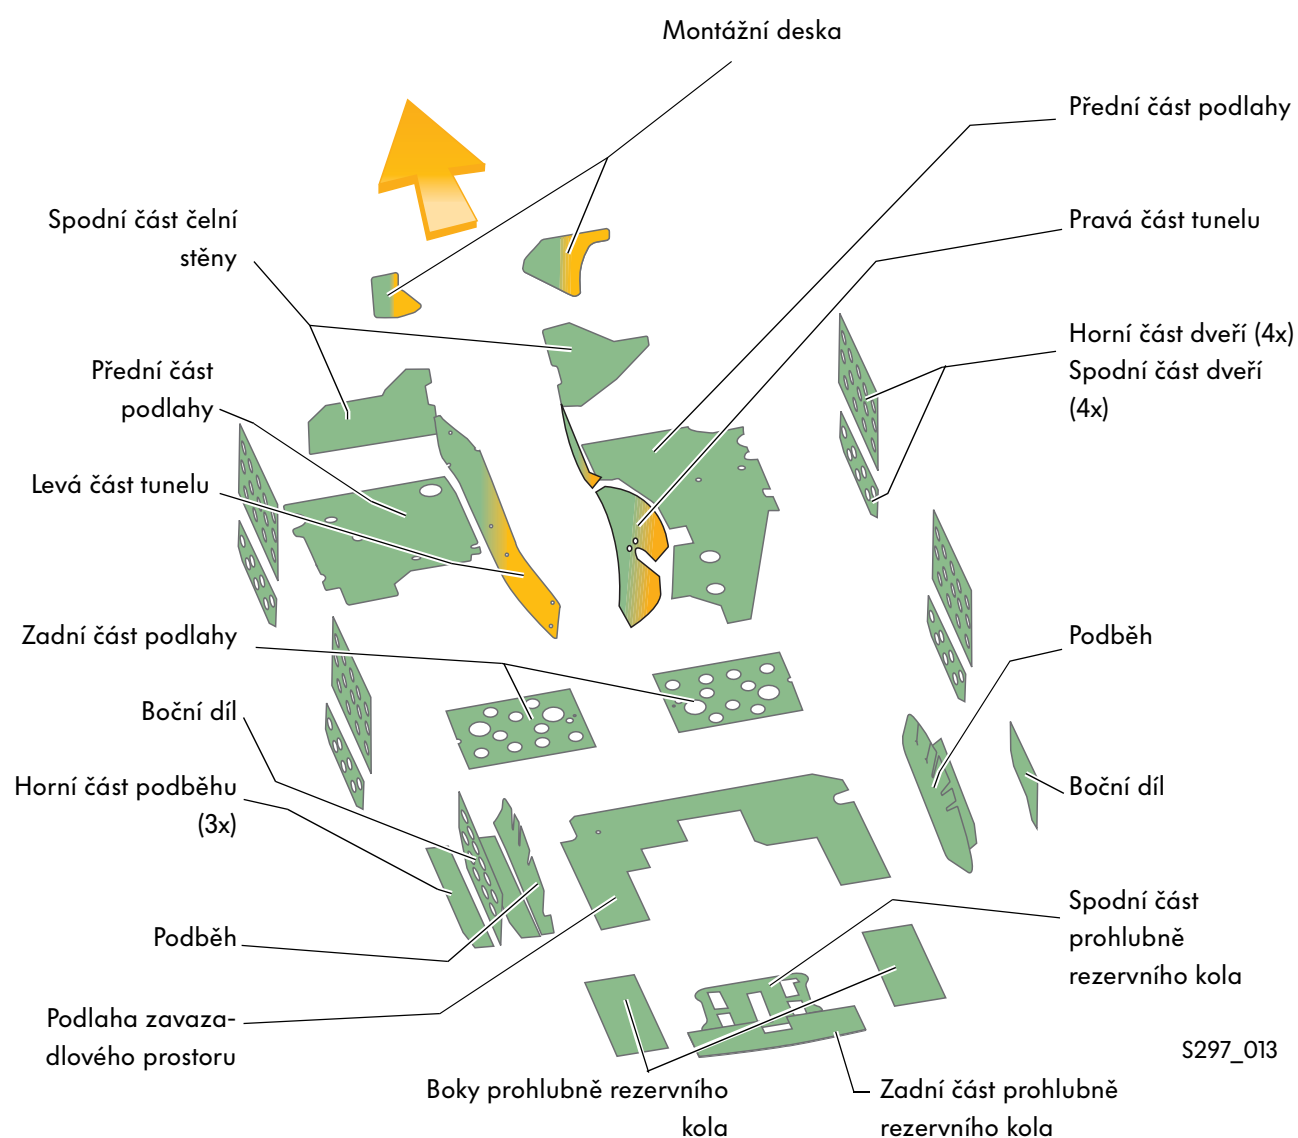 Montážní deska
Přední část podlahy
Spodní část čelní
stěny
Pravá část tunelu
Horní část dveří (4x)
Spodní část dveří
(4x)
Přední část
podlahy
Levá část tunelu
Zadní část podlahy
Podběh
Boční díl
Boční díl
Horní část podběhu
(3x)
Podběh
Spodní část
prohlubně
rezervního kola
Podlaha zavaza-
dlového prostoru
S297_013
Boky prohlubně rezervního
kola
Zadní část prohlubně
rezervního kola